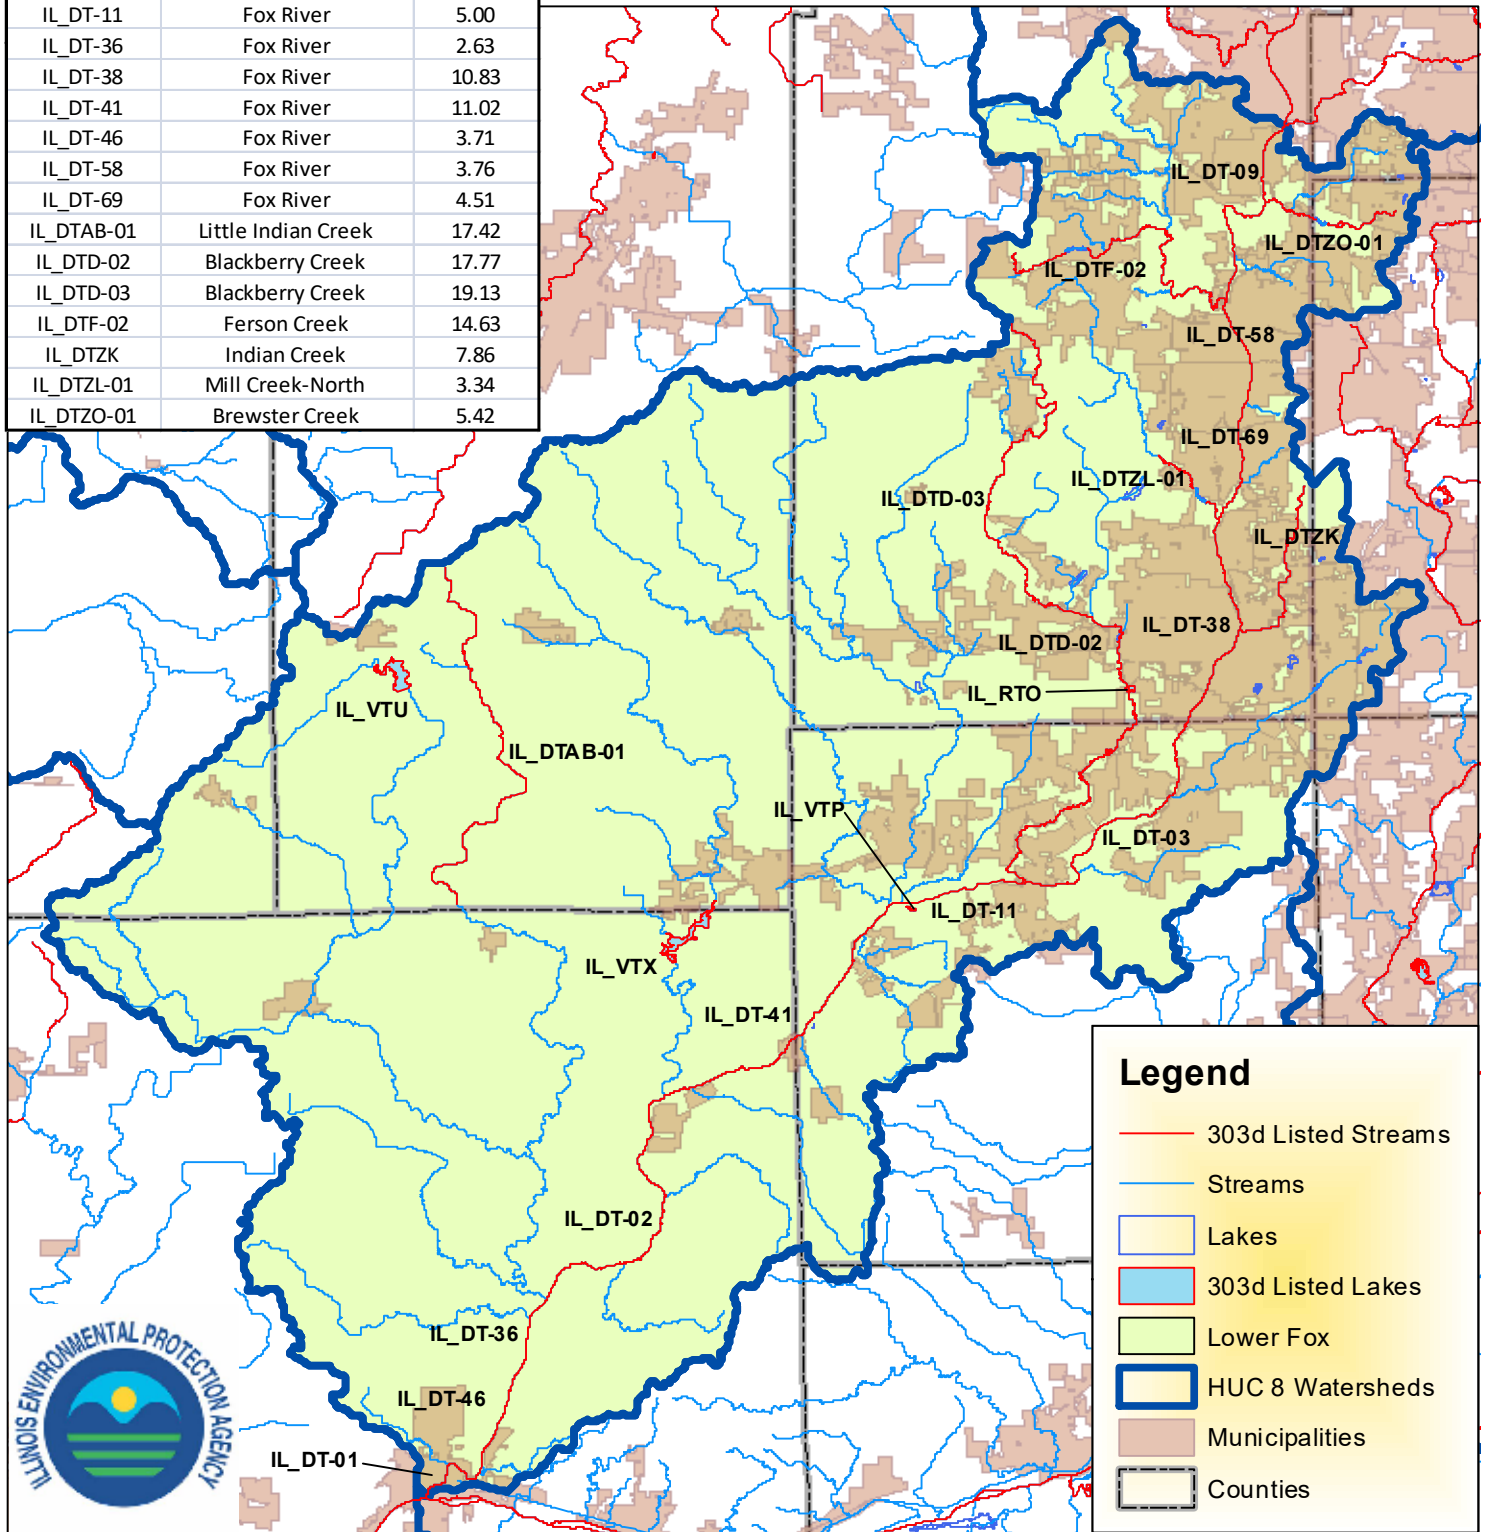 IL_DT-11 Fox River 5.00
IL_DT-36 Fox River 2.63
IL_DT-38 Fox River 10.83
IL_DT-41 Fox River 11.02
IL_DT-46 Fox River 3.71
IL_DT-58 Fox River 3.76
IL_DT-69 Fox River 4.51
IL_DTAB-01 Little Indian Creek 17.42
IL_DTD-02 Blackberry Creek 17.77
IL_DTD-03 Blackberry Creek 19.13
IL_DTF-02 Ferson Creek 14.63
IL_DTZK Indian Creek 7.86
IL_DTZL-01 Mill Creek-North 3.34
IL_DTZO-01 Brewster Creek 5.42
IL_DT-09
IL_DTZO-01
IL_DTF-02
IL_DT-58
IL_DT-69
IL_DTZL-01
IL_DTD-03
IL_DTZK
IL_DT-38
IL_DTD-02
IL_RTO
IL_VTU
IL_DTAB-01
IL_VTP
IL_DT-03
IL_DT-11
IL_VTX
IL_DT-41
IL_DT-02
IL_DT-36
IL_DT-46
IL_DT-01
Legend
303d Listed Streams
Streams
Lakes
303d Listed Lakes
Lower Fox
HUC 8 Watersheds
Municipalities
Counties
ILLINOIS ENVIRONMENTAL PROTECTION AGENCY